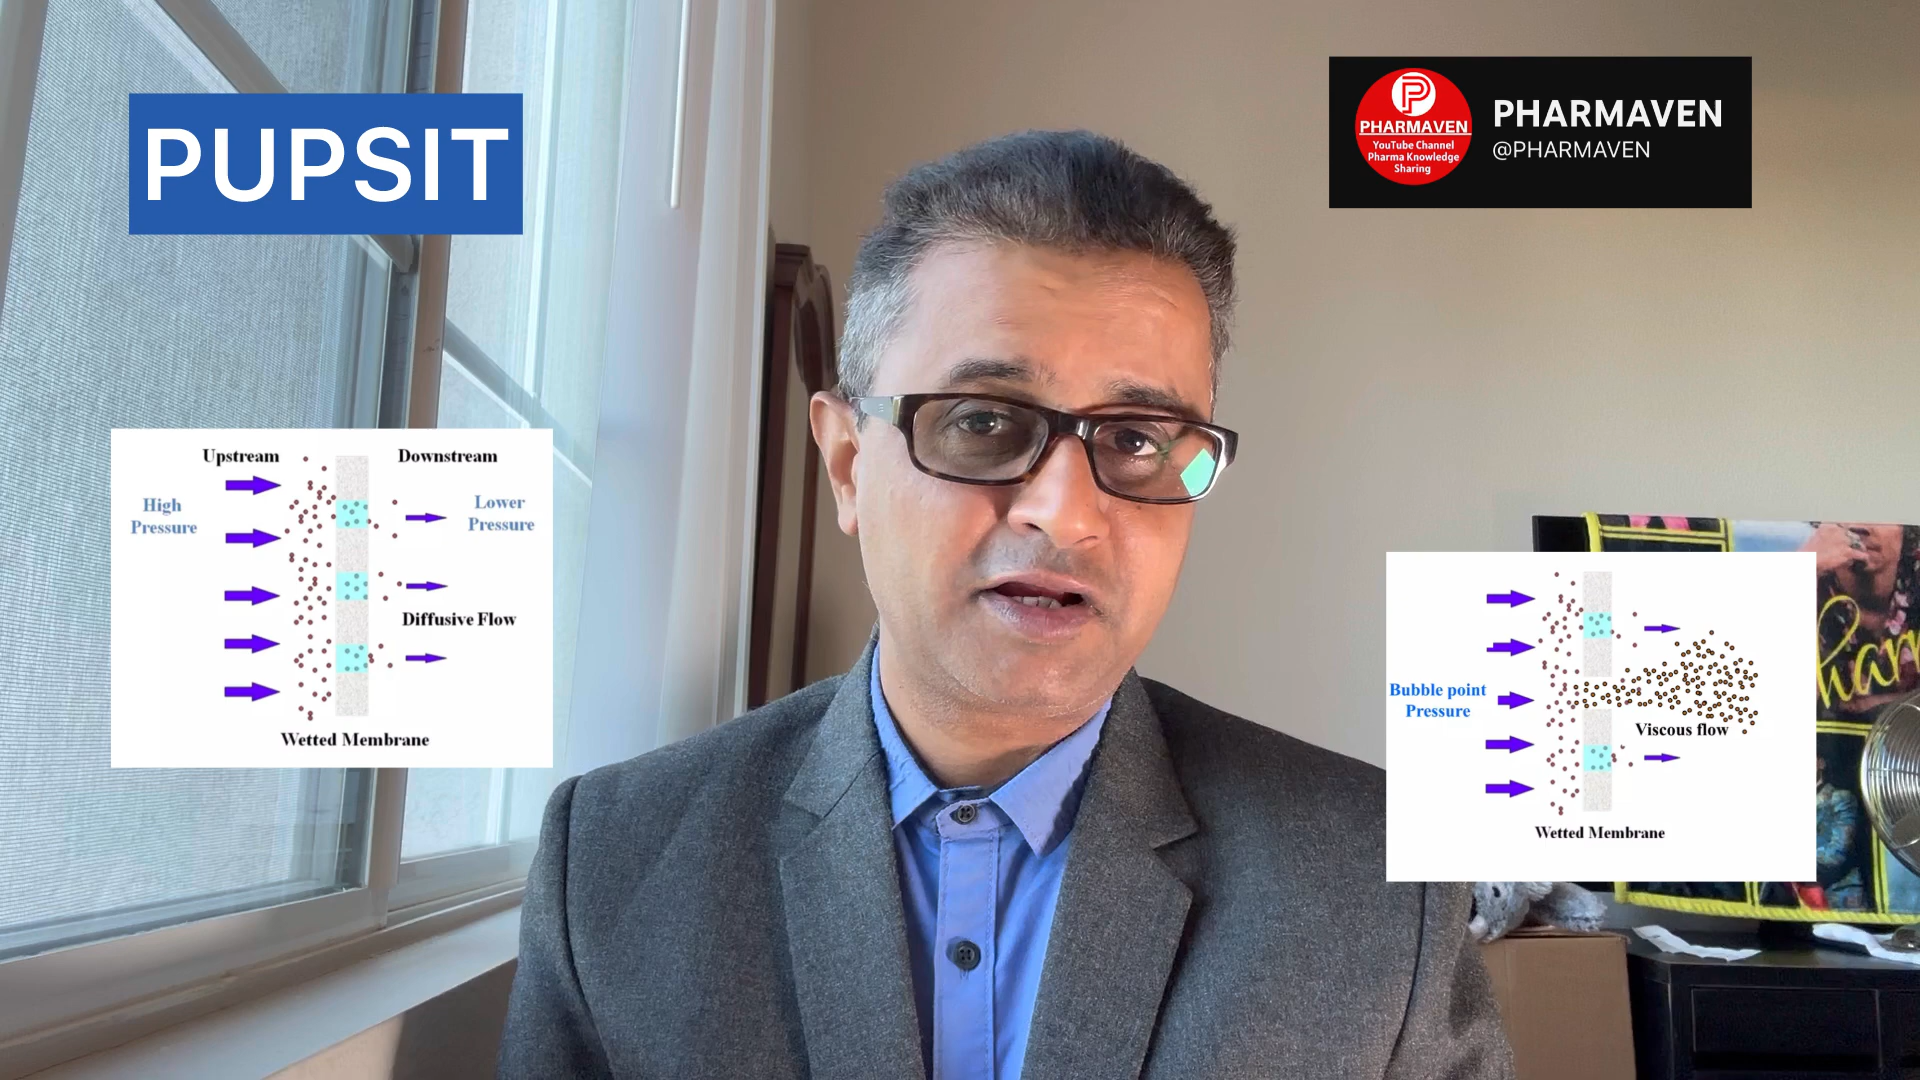 PUPSIT
PHARMAVEN
YouTube Channel
Pharma Knowledge
Sharing
PHARMAVEN
@PHARMAVEN
Upstream
Downstream
High
Pressure
Lower
Pressure
Diffusive Flow
Wetted Membrane
Bubble point
Pressure
Viscous flow
Wetted Membrane